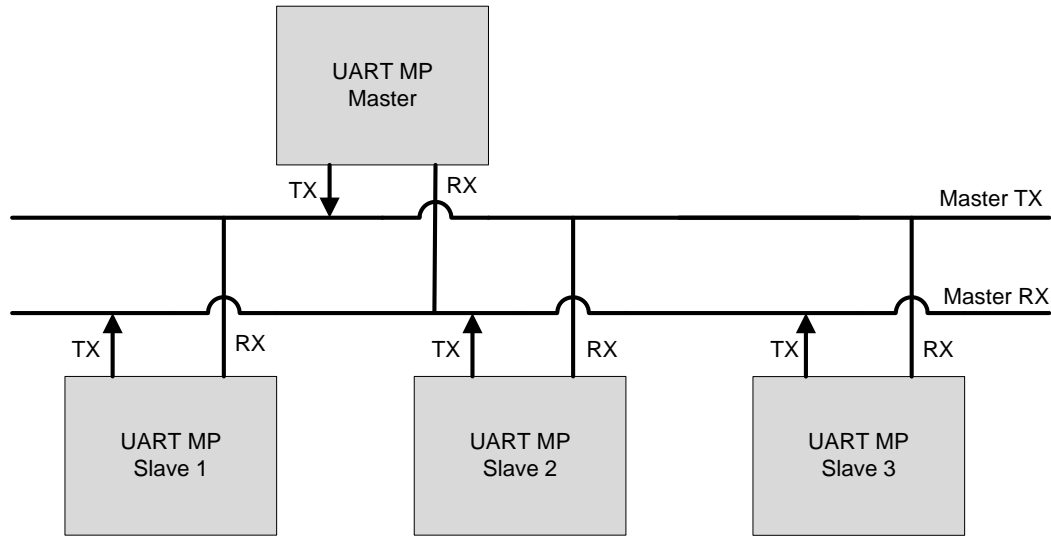 UART MP
Master
TX
RX
Master TX
Master RX
TX
RX
TX
RX
TX
RX
UART MP
Slave 1
UART MP
Slave 2
UART MP
Slave 3